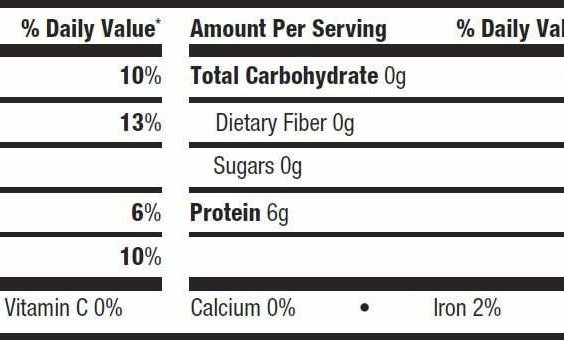 % Daily Value* Amount Per Serving % Daily Val
10% Total Carbohydrate 0g
13% Dietary Fiber 0g
Sugars 0g
6% Protein 6g
10%
Vitamin C 0% Calcium 0% • Iron 2%